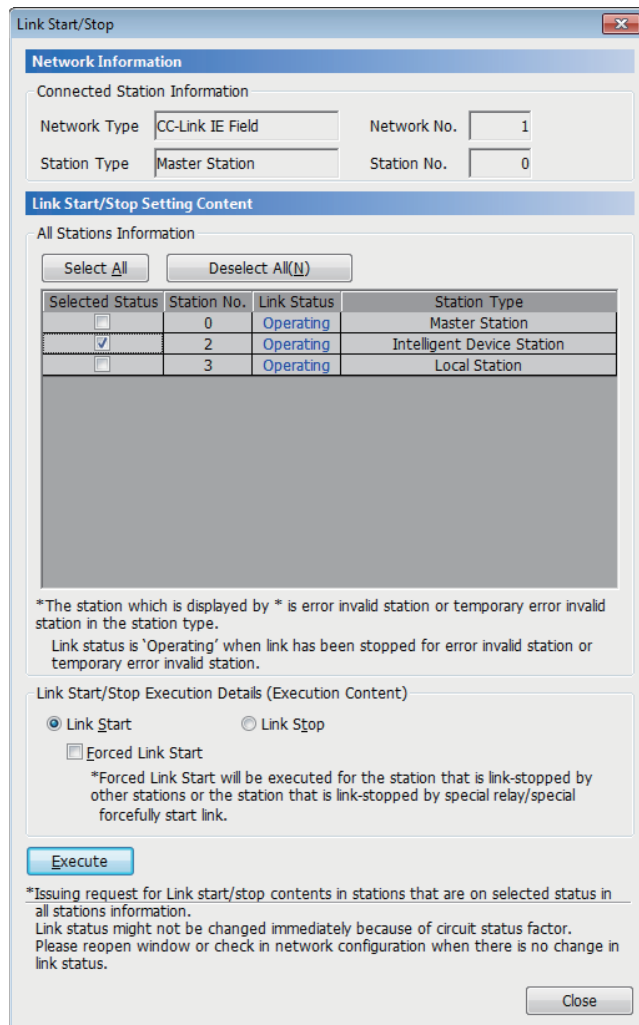 Link Start/Stop
Network Information
Connected Station Information
Network Type CC-Link IE Field Network No. 1
Station Type Master Station Station No. 0
Link Start/Stop Setting Content
All Stations Information
Select All Deselect All(N)
Selected Status Station No. Link Status Station Type
0 Operating Master Station
2 Operating Intelligent Device Station
3 Operating Local Station
*The station which is displayed by * is error invalid station or temporary error invalid
station in the station type.
Link status is 'Operating' when link has been stopped for error invalid station or
temporary error invalid station.
Link Start/Stop Execution Details (Execution Content)
Link Start Link Stop
Forced Link Start
*Forced Link Start will be executed for the station that is link-stopped by
other stations or the station that is link-stopped by special relay/special
forcefully start link.
Execute
*Issuing request for Link start/stop contents in stations that are on selected status in
all stations information.
Link status might not be changed immediately because of circuit status factor.
Please reopen window or check in network configuration when there is no change in
link status.
Close